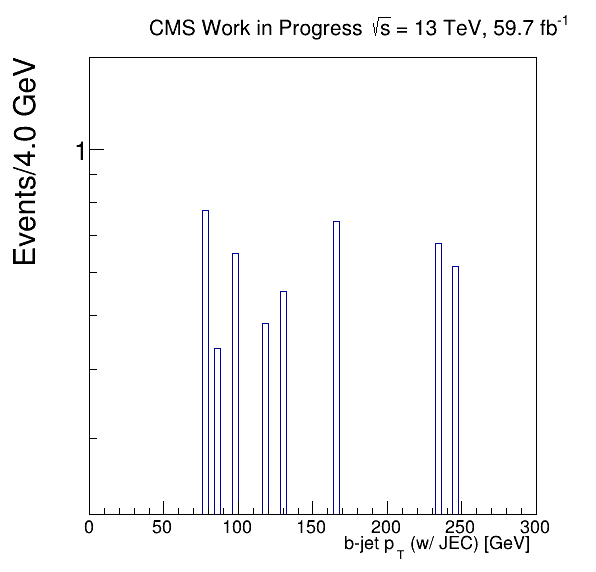 CMS Work in Progress √s = 13 TeV, 59.7 fb⁻¹
Events/4.0 GeV
1
0 50 100 150 200 250 300
b-jet p_T (w/ JEC) [GeV]